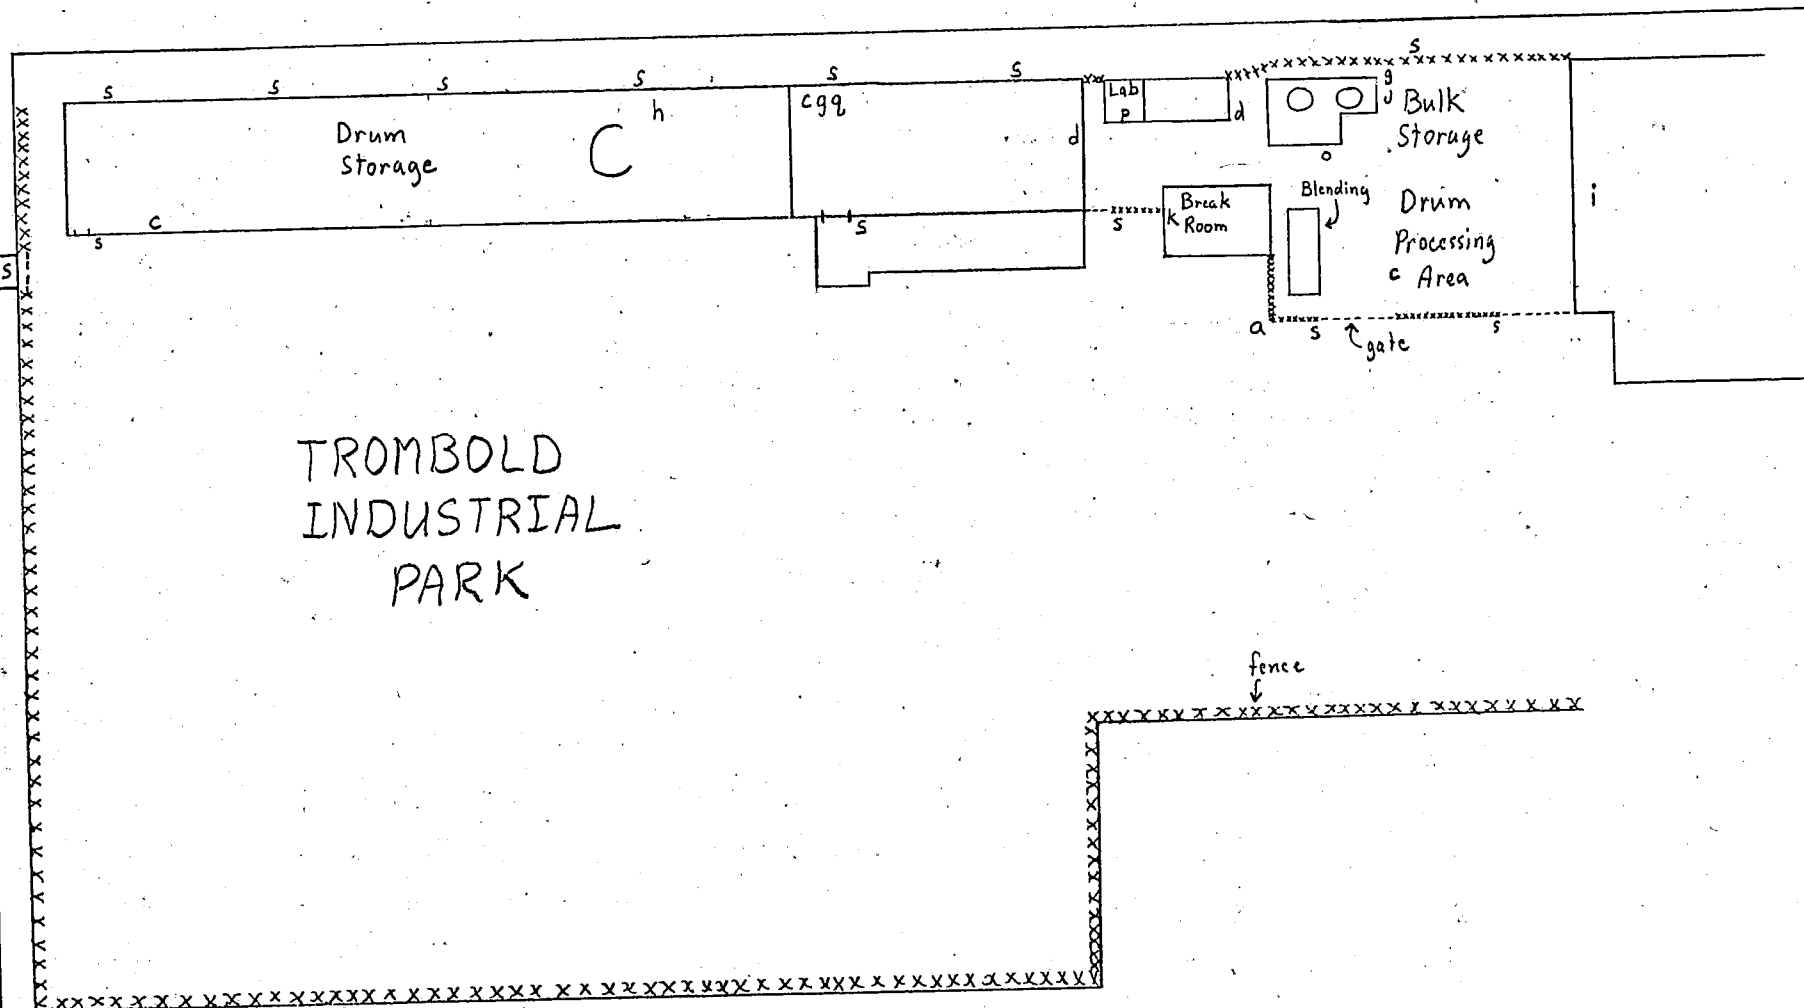 s
s s s s s s
g
Lab
p
d
d
cgq
h
Drum
Storage
C
Bulk
Storage
o
c
s
s
s
k
Break
Room
Blending
Drum
Processing
c Area
i
s
a
s
gate
s
TROMBOLD
INDUSTRIAL
PARK
fence